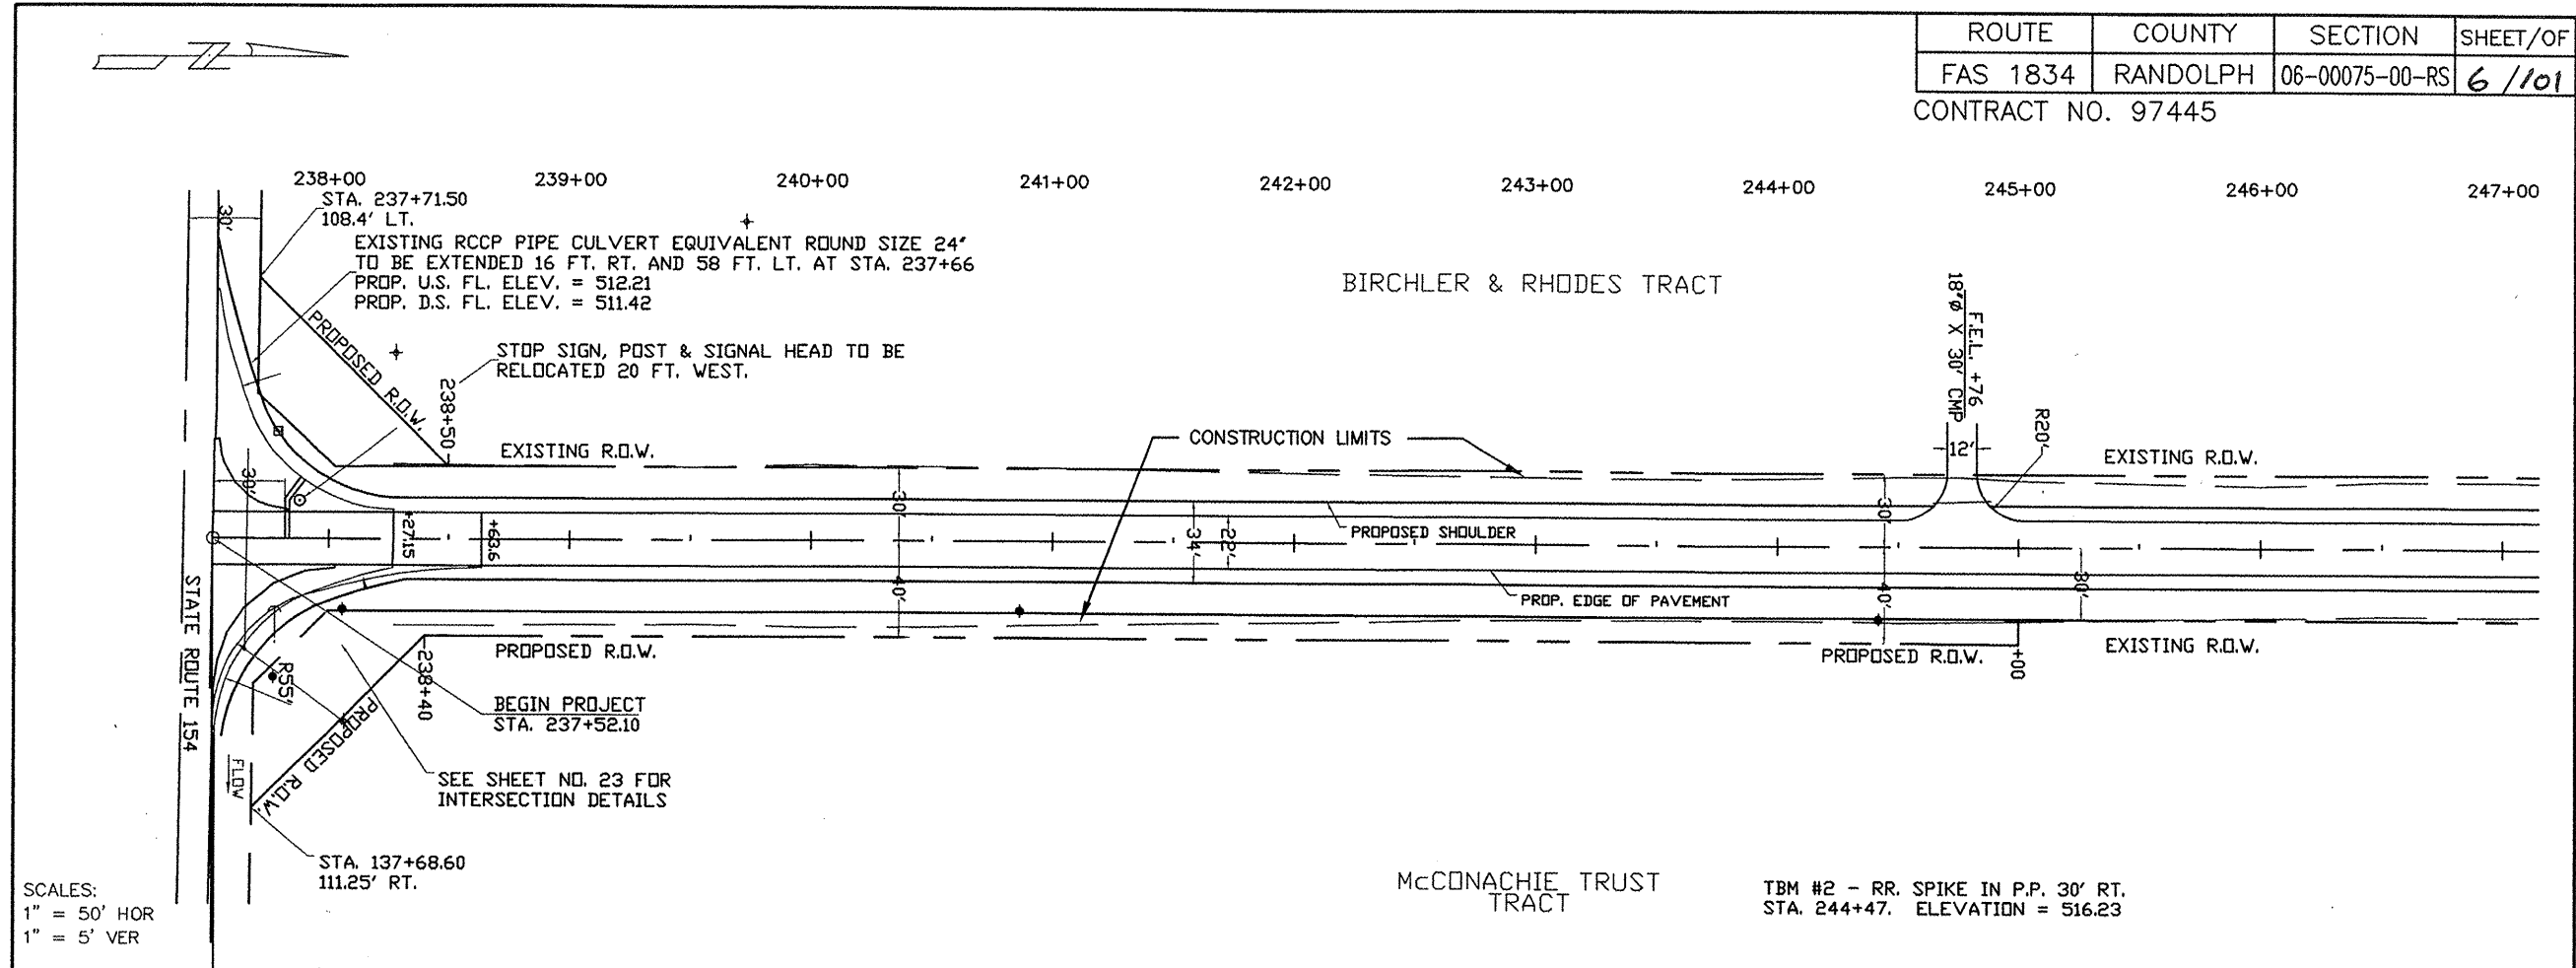 ROUTE COUNTY SECTION SHEET/OF
FAS 1834 RANDOLPH 06-00075-00-RS 6/101
CONTRACT NO. 97445
238+00 239+00 240+00 241+00 242+00 243+00 244+00 245+00 246+00 247+00
STA. 237+71.50
108.4' LT.
30'
EXISTING RCCP PIPE CULVERT EQUIVALENT ROUND SIZE 24"
TO BE EXTENDED 16 FT. RT. AND 58 FT. LT. AT STA. 237+66
PROP. U.S. FL. ELEV. = 512.21
PROP. D.S. FL. ELEV. = 511.42
BIRCHLER & RHODES TRACT
F.E.L. +76
18"ø X 30' CMP
PROPOSED R.O.W.
STOP SIGN, POST & SIGNAL HEAD TO BE
RELOCATED 20 FT. WEST.
238+50
EXISTING R.O.W.
CONSTRUCTION LIMITS
12'
R20'
EXISTING R.O.W.
30'
+27.15
+63.6
30'
34'
22'
PROPOSED SHOULDER
30'
40'
PROP. EDGE OF PAVEMENT
40'
30'
STATE ROUTE 154
R55'
238+40
PROPOSED R.O.W.
PROPOSED R.O.W.
+00
EXISTING R.O.W.
PROPOSED R.O.W.
BEGIN PROJECT
STA. 237+52.10
FLOW
SEE SHEET NO. 23 FOR
INTERSECTION DETAILS
STA. 137+68.60
111.25' RT.
SCALES:
1" = 50' HOR
1" = 5' VER
McCONACHIE TRUST
TRACT
TBM #2 - RR. SPIKE IN P.P. 30' RT.
STA. 244+47. ELEVATION = 516.23